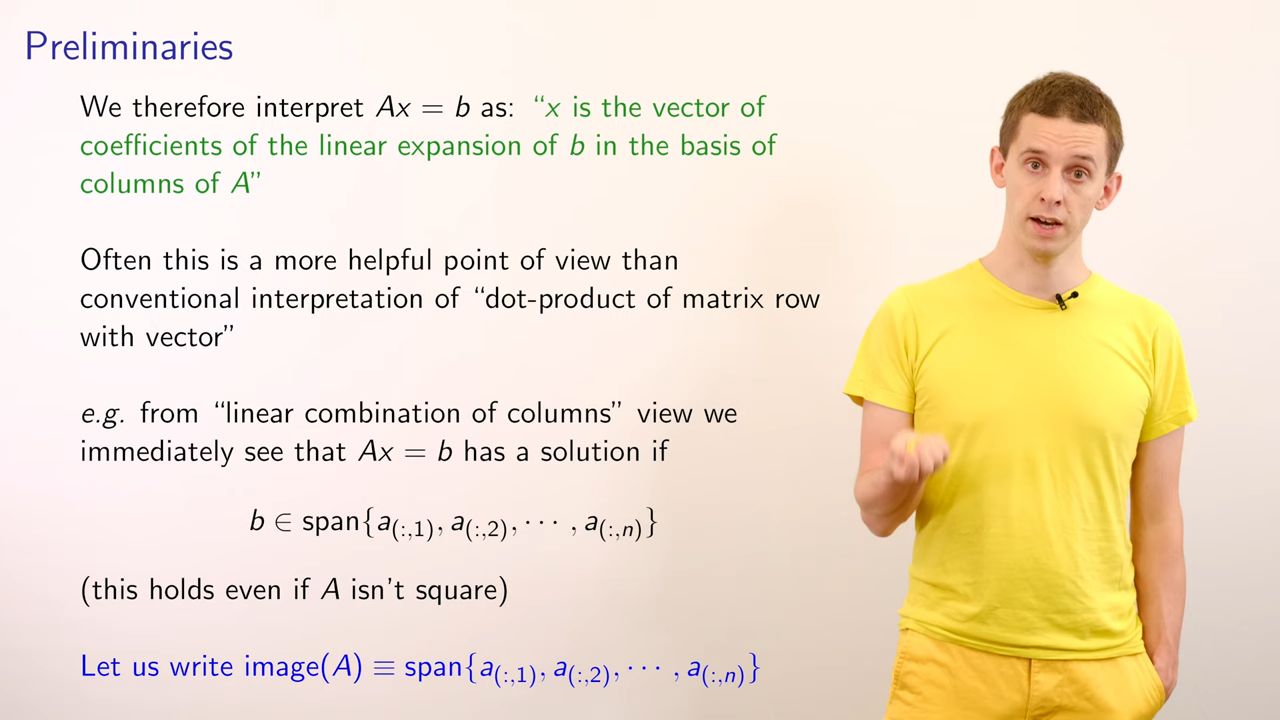 Preliminaries
We therefore interpret Ax = b as: “x is the vector of
coefficients of the linear expansion of b in the basis of
columns of A”
Often this is a more helpful point of view than
conventional interpretation of “dot-product of matrix row
with vector”
e.g. from “linear combination of columns” view we
immediately see that Ax = b has a solution if
b ∈ span{a(:,1), a(:,2), · · · , a(:,n)}
(this holds even if A isn’t square)
Let us write image(A) ≡ span{a(:,1), a(:,2), · · · , a(:,n)}